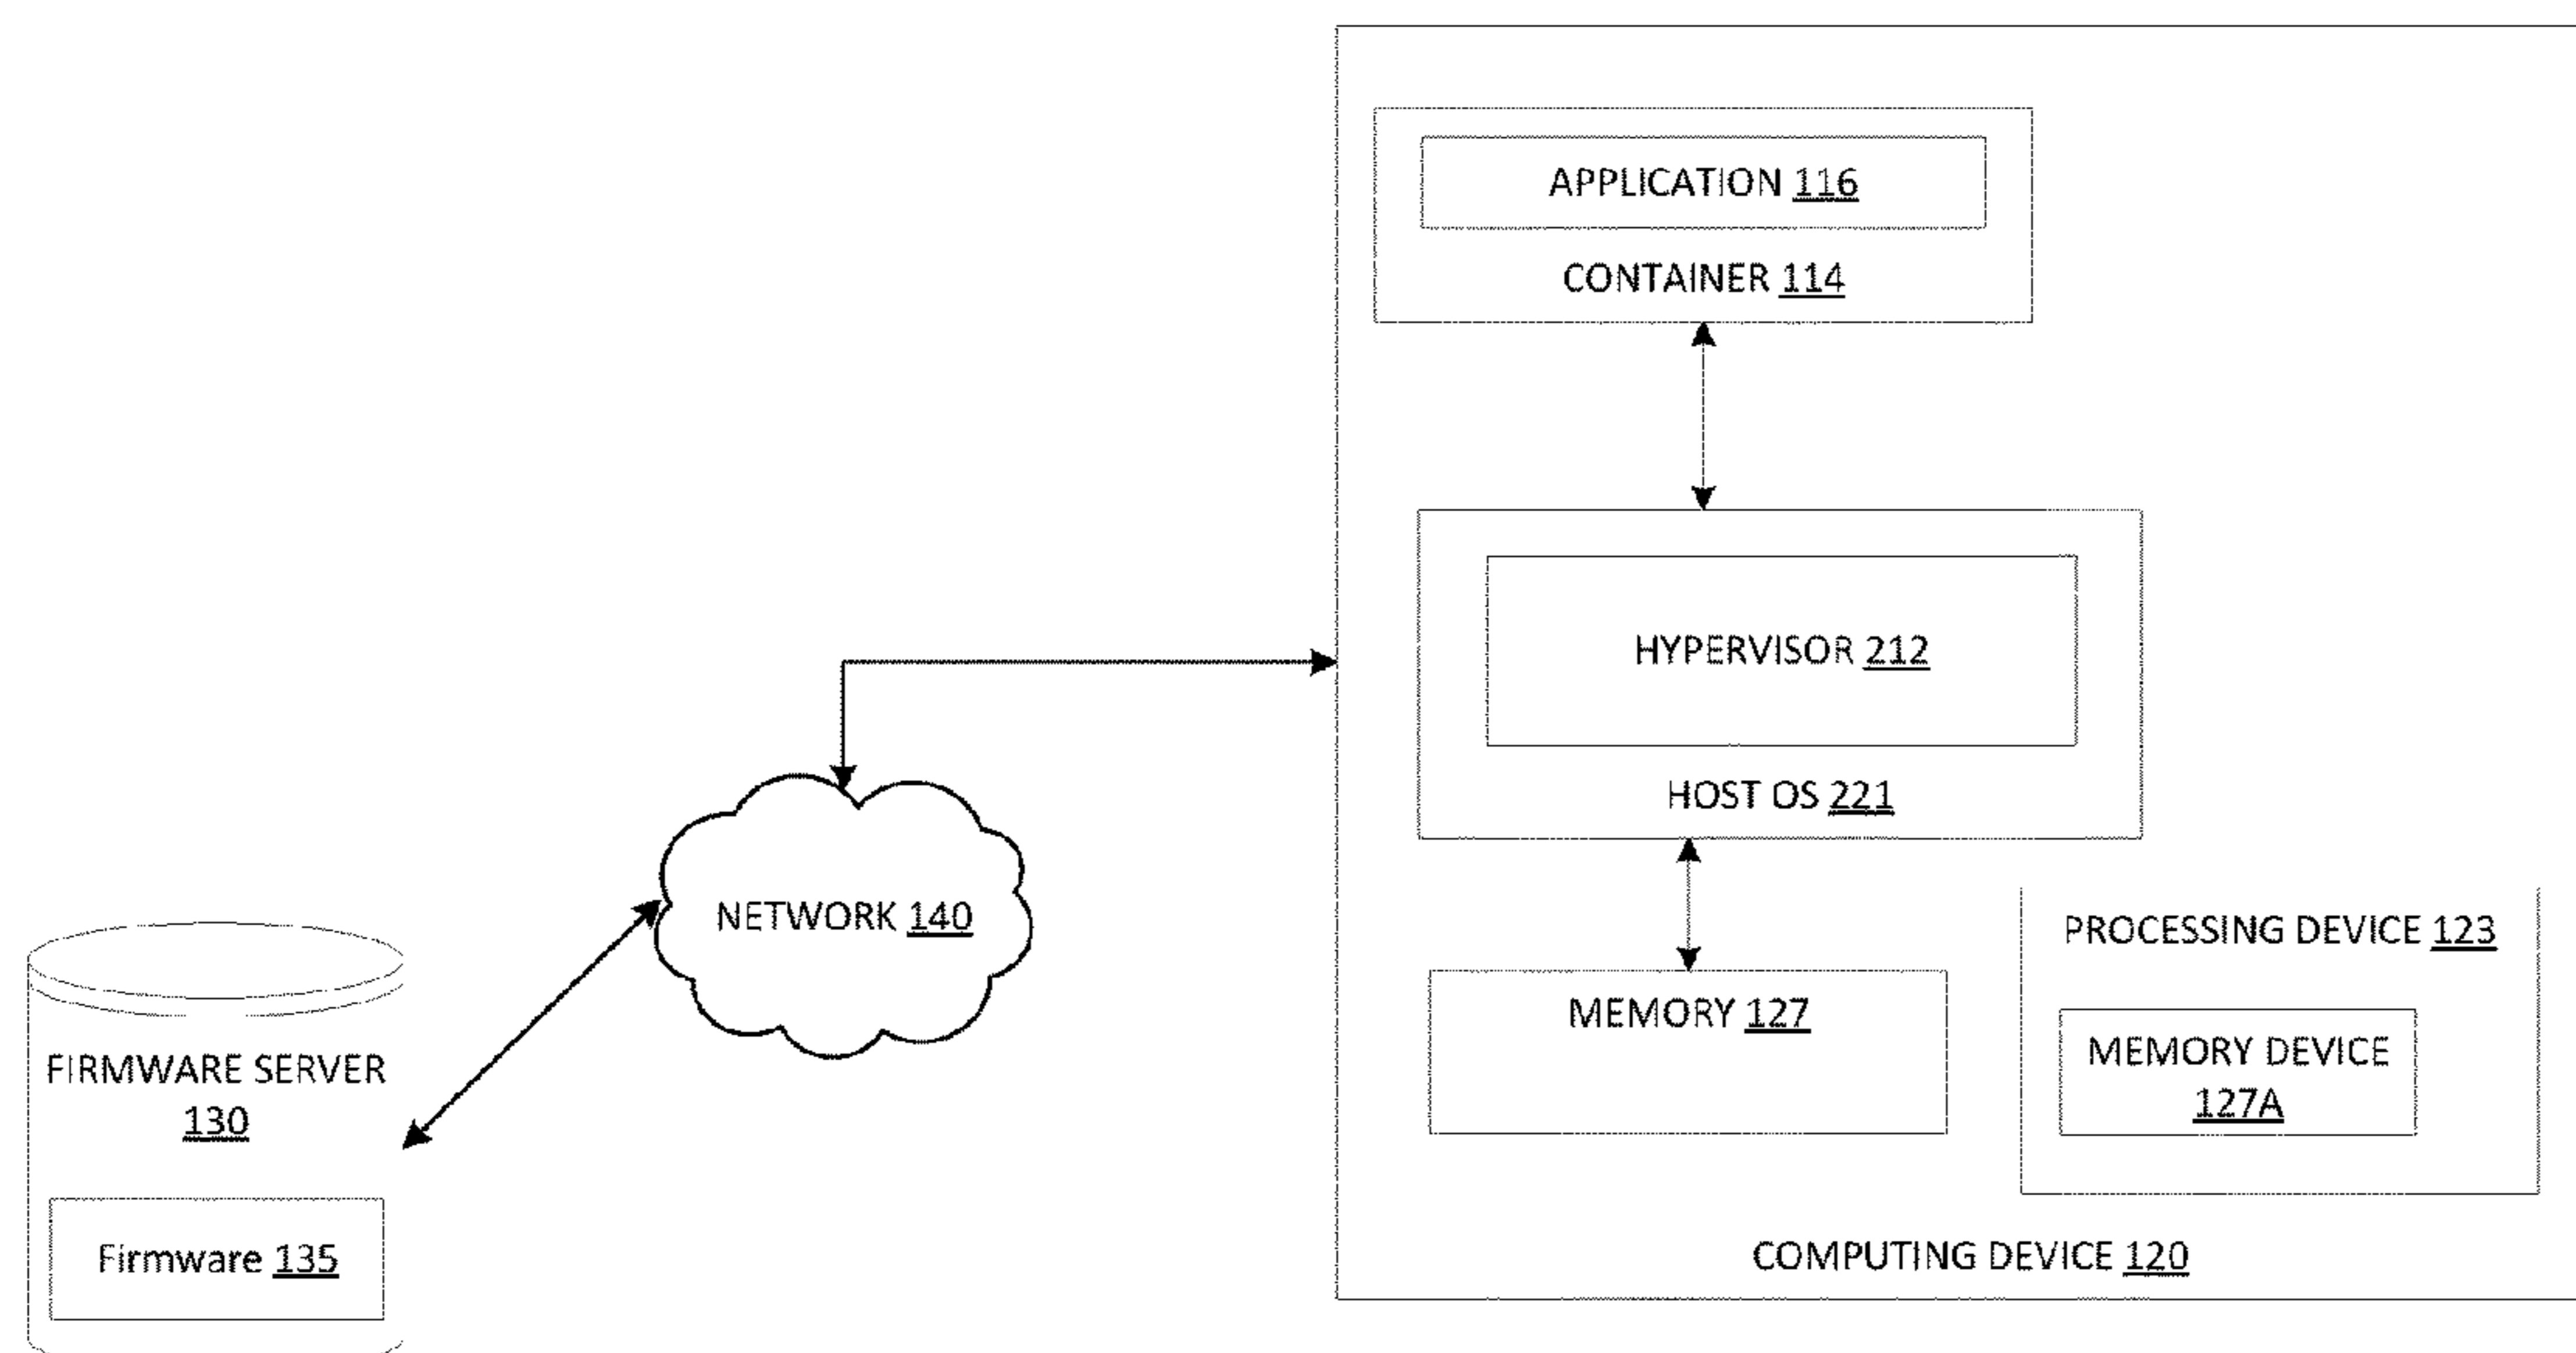 APPLICATION 116
CONTAINER 114
HYPERVISOR 212
HOST OS 221
NETWORK 140
PROCESSING DEVICE 123
MEMORY 127
MEMORY DEVICE
127A
FIRMWARE SERVER
130
Firmware 135
COMPUTING DEVICE 120